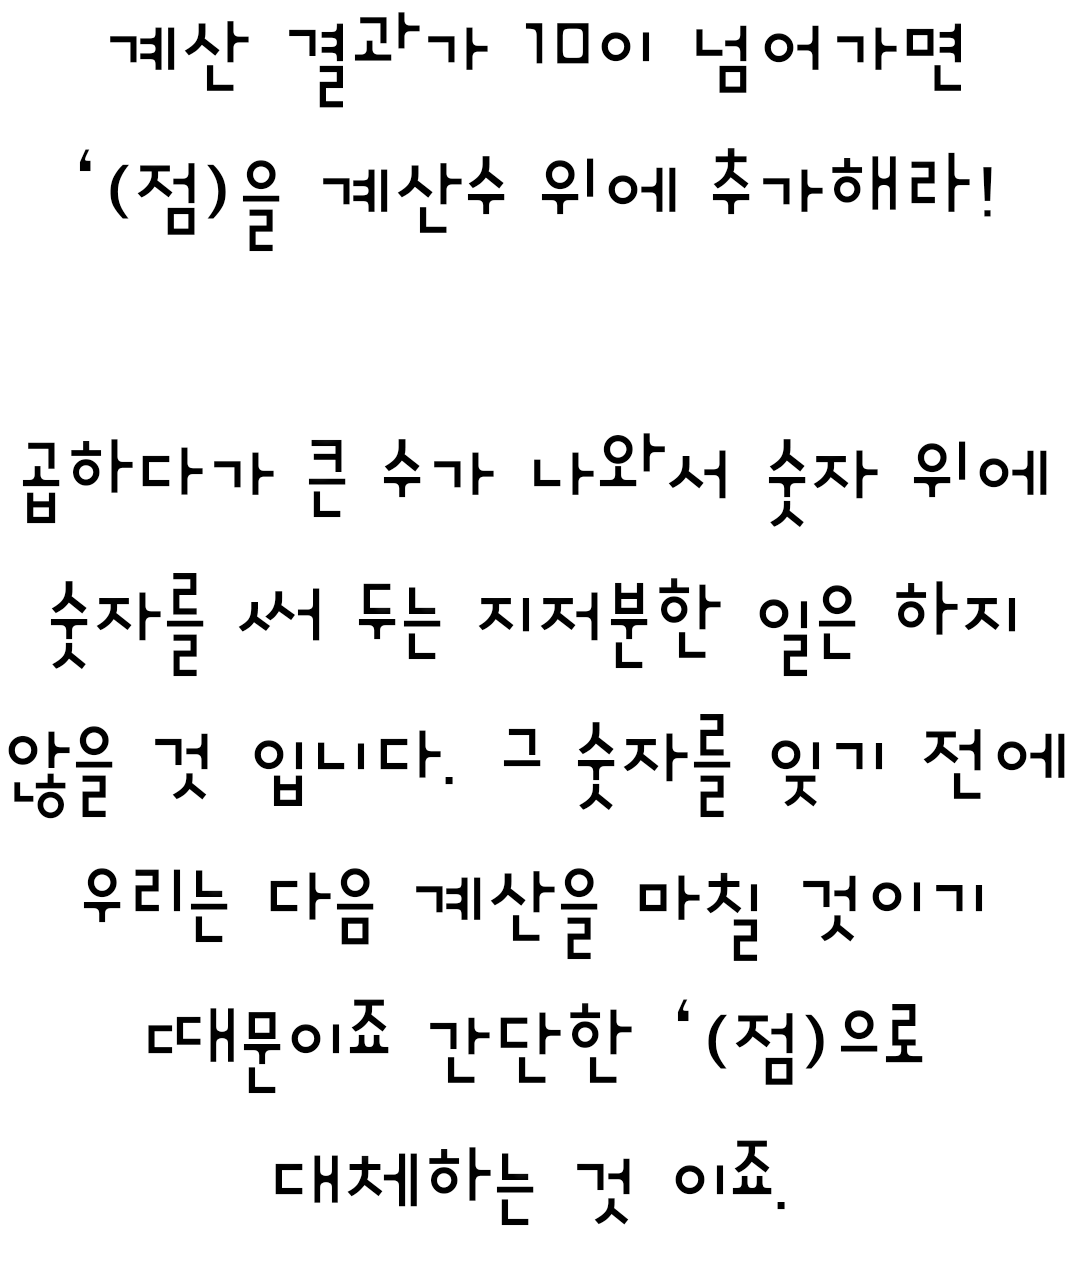 계산 결과가 10이 넘어가면
‘(점)을 계산수 위에 추가해라!
곱하다가 큰 수가 나와서 숫자 위에
숫자를 써 두는 지저분한 일은 하지
않을 것 입니다. 그 숫자를 잊기 전에
우리는 다음 계산을 마칠 것이기
때문이죠 간단한 ‘(점)으로
대체하는 것 이죠.